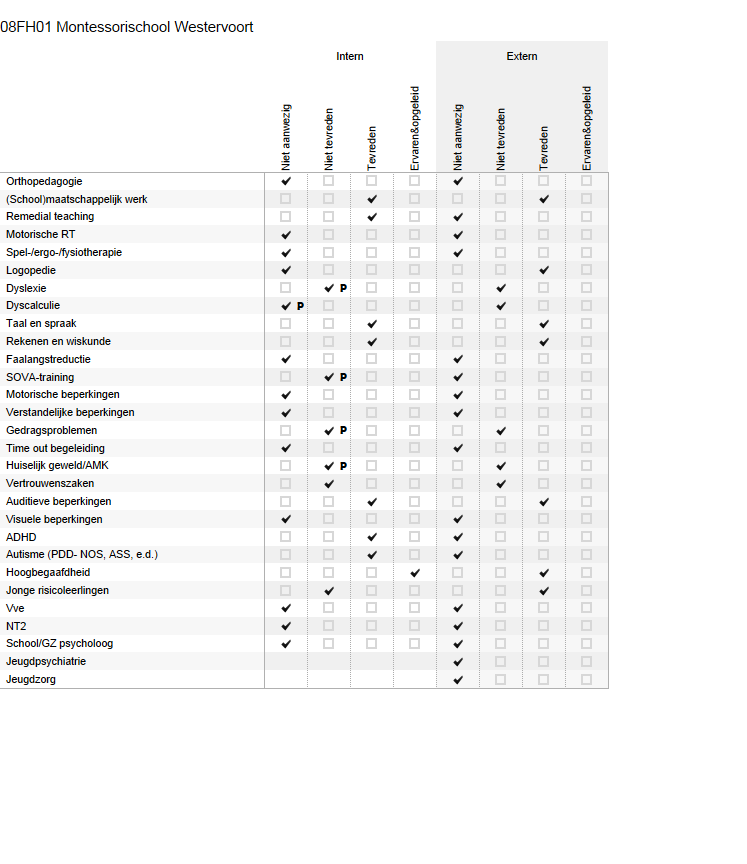 08FH01 Montessorischool Westervoort
Intern Extern
Niet aanwezig Niet tevreden Tevreden Ervaren&opgeleid Niet aanwezig Niet tevreden Tevreden Ervaren&opgeleid
Orthopedagogie ✔ ☐ ☐ ☐ ✔ ☐ ☐ ☐
(School)maatschappelijk werk ☐ ☐ ✔ ☐ ☐ ☐ ✔ ☐
Remedial teaching ☐ ☐ ✔ ☐ ✔ ☐ ☐ ☐
Motorische RT ✔ ☐ ☐ ☐ ✔ ☐ ☐ ☐
Spel-/ergo-/fysiotherapie ✔ ☐ ☐ ☐ ✔ ☐ ☐ ☐
Logopedie ✔ ☐ ☐ ☐ ☐ ☐ ✔ ☐
Dyslexie ☐ ✔ P ☐ ☐ ☐ ✔ ☐ ☐
Dyscalculie ✔ P ☐ ☐ ☐ ☐ ✔ ☐ ☐
Taal en spraak ☐ ☐ ✔ ☐ ☐ ☐ ✔ ☐
Rekenen en wiskunde ☐ ☐ ✔ ☐ ☐ ☐ ✔ ☐
Faalangstreductie ✔ ☐ ☐ ☐ ✔ ☐ ☐ ☐
SOVA-training ☐ ✔ P ☐ ☐ ✔ ☐ ☐ ☐
Motorische beperkingen ✔ ☐ ☐ ☐ ✔ ☐ ☐ ☐
Verstandelijke beperkingen ✔ ☐ ☐ ☐ ✔ ☐ ☐ ☐
Gedragsproblemen ☐ ✔ P ☐ ☐ ☐ ✔ ☐ ☐
Time out begeleiding ✔ ☐ ☐ ☐ ✔ ☐ ☐ ☐
Huiselijk geweld/AMK ☐ ✔ P ☐ ☐ ☐ ✔ ☐ ☐
Vertrouwenszaken ☐ ✔ ☐ ☐ ☐ ✔ ☐ ☐
Auditieve beperkingen ☐ ☐ ✔ ☐ ☐ ☐ ✔ ☐
Visuele beperkingen ✔ ☐ ☐ ☐ ✔ ☐ ☐ ☐
ADHD ☐ ☐ ✔ ☐ ✔ ☐ ☐ ☐
Autisme (PDD- NOS, ASS, e.d.) ☐ ☐ ✔ ☐ ✔ ☐ ☐ ☐
Hoogbegaafdheid ☐ ☐ ☐ ✔ ☐ ☐ ✔ ☐
Jonge risicoleerlingen ☐ ✔ ☐ ☐ ☐ ☐ ✔ ☐
Vve ✔ ☐ ☐ ☐ ✔ ☐ ☐ ☐
NT2 ✔ ☐ ☐ ☐ ✔ ☐ ☐ ☐
School/GZ psycholoog ✔ ☐ ☐ ☐ ✔ ☐ ☐ ☐
Jeugdpsychiatrie ✔ ☐ ☐ ☐
Jeugdzorg ✔ ☐ ☐ ☐